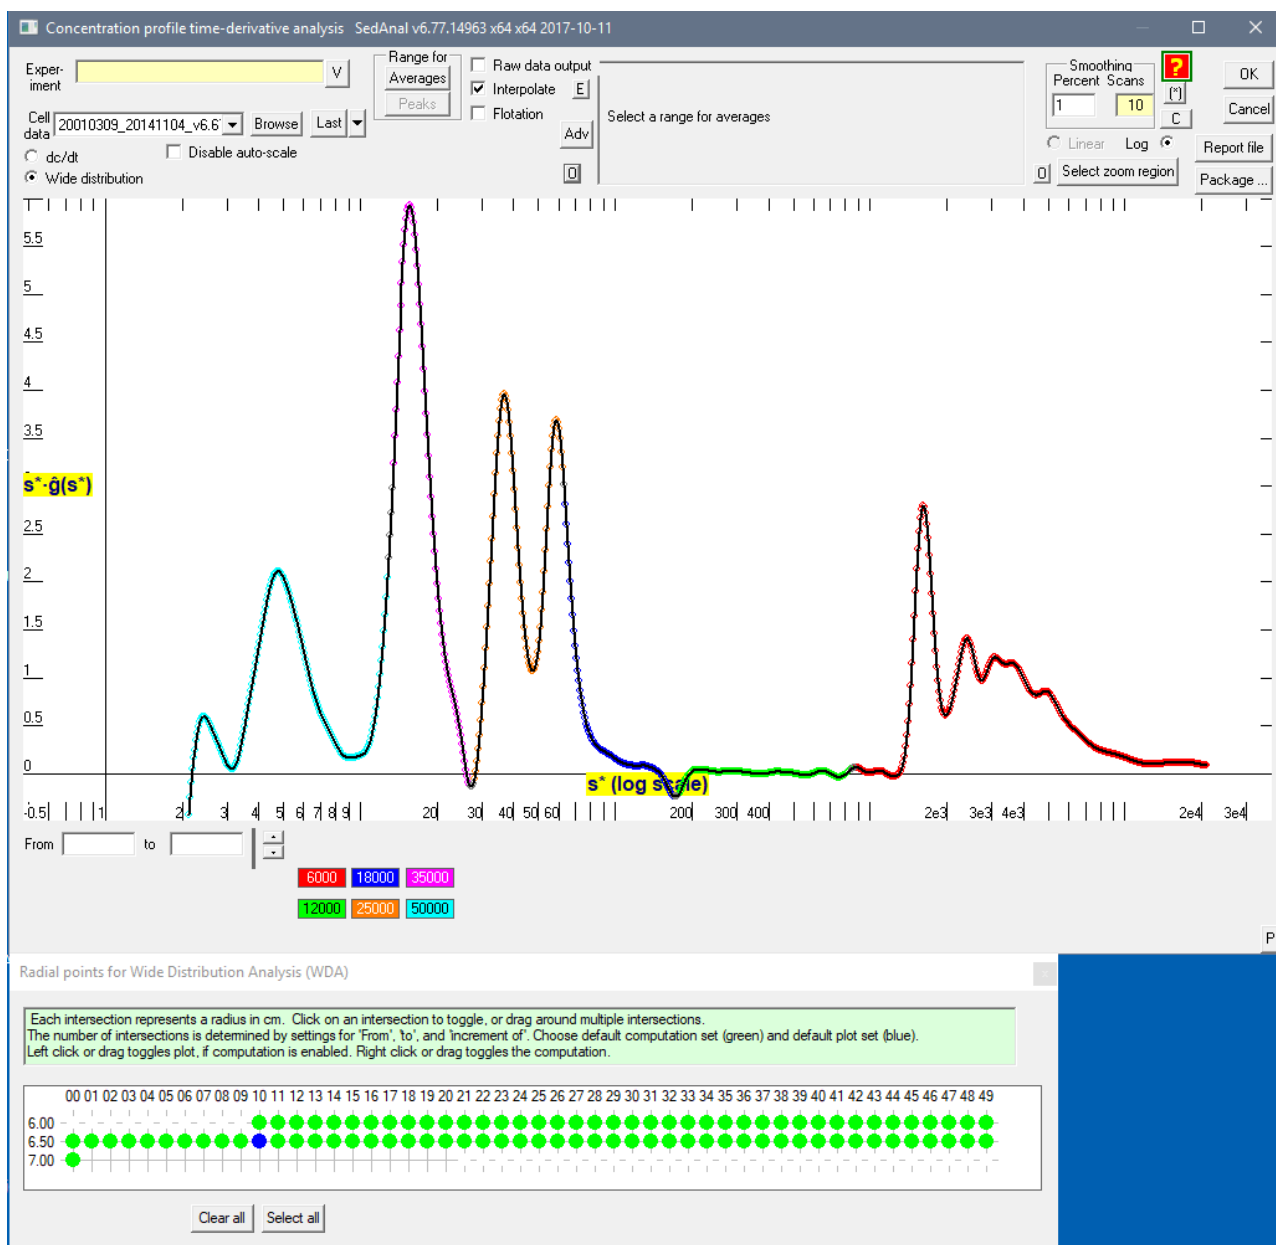 Concentration profile time-derivative analysis SedAnal v6.77.14963 x64 x64 2017-10-11
Exper-
iment
V
Range for
Averages
Peaks
Raw data output
Interpolate E
Flotation
Adv
0
Select a range for averages
Smoothing
Percent Scans
1 10
?
(*)
C
OK
Cancel
Cell
data
20010309_20141104_v6.6
Browse
Last
dc/dt
Disable auto-scale
Wide distribution
Linear Log
0
Select zoom region
Report file
Package ...
5.5
5
4.5
4
3.5
s*·ĝ(s*)
2.5
2
1.5
1
0.5
0
s* (log scale)
-0.5 1 2 3 4 5 6 7 8 9 20 30 40 50 60 200 300 400 2e3 3e3 4e3 2e4 3e4
From to
6000 18000 35000
12000 25000 50000
P
Radial points for Wide Distribution Analysis (WDA)
x
Each intersection represents a radius in cm. Click on an intersection to toggle, or drag around multiple intersections.
The number of intersections is determined by settings for 'From', 'to', and 'increment of'. Choose default computation set (green) and default plot set (blue).
Left click or drag toggles plot, if computation is enabled. Right click or drag toggles the computation.
00 01 02 03 04 05 06 07 08 09 10 11 12 13 14 15 16 17 18 19 20 21 22 23 24 25 26 27 28 29 30 31 32 33 34 35 36 37 38 39 40 41 42 43 44 45 46 47 48 49
6.00
6.50
7.00
Clear all
Select all